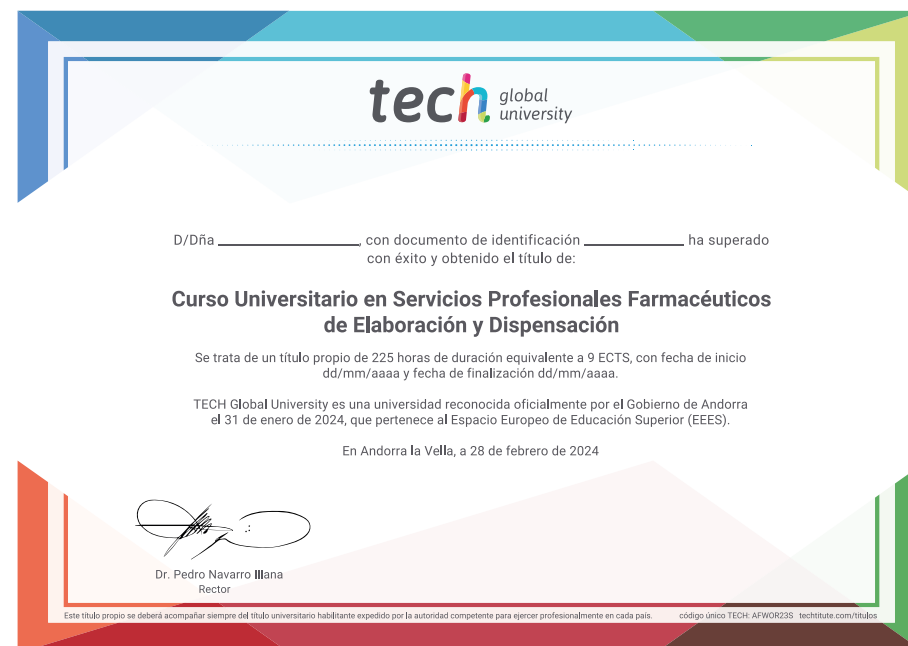 tech global university
D/Dña ________________, con documento de identificación ____________ ha superado
con éxito y obtenido el título de:
Curso Universitario en Servicios Profesionales Farmacéuticos
de Elaboración y Dispensación
Se trata de un título propio de 225 horas de duración equivalente a 9 ECTS, con fecha de inicio
dd/mm/aaaa y fecha de finalización dd/mm/aaaa.
TECH Global University es una universidad reconocida oficialmente por el Gobierno de Andorra
el 31 de enero de 2024, que pertenece al Espacio Europeo de Educación Superior (EEES).
En Andorra la Vella, a 28 de febrero de 2024
Dr. Pedro Navarro Illana
Rector
Este título propio se deberá acompañar siempre del título universitario habilitante expedido por la autoridad competente para ejercer profesionalmente en cada país. código único TECH: AFWOR23S techtitute.com/titulos